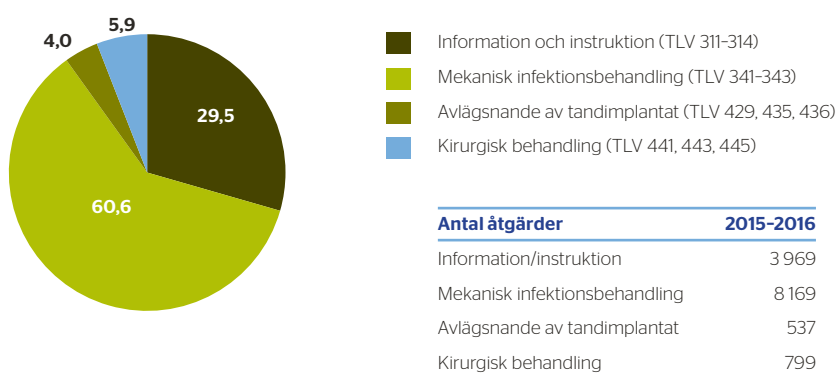 5,9
4,0
29,5
60,6
Information och instruktion (TLV 311-314)
Mekanisk infektionsbehandling (TLV 341-343)
Avlägsnande av tandimplantat (TLV 429, 435, 436)
Kirurgisk behandling (TLV 441, 443, 445)
Antal åtgärder 2015-2016
Information/instruktion 3 969
Mekanisk infektionsbehandling 8 169
Avlägsnande av tandimplantat 537
Kirurgisk behandling 799